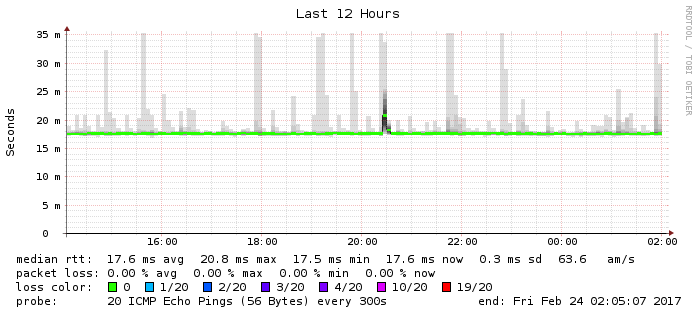 Last 12 Hours
RRDTOOL / TOBI OETIKER
Seconds
35 m
30 m
25 m
20 m
15 m
10 m
5 m
0
16:00 18:00 20:00 22:00 00:00 02:00
median rtt: 17.6 ms avg 20.8 ms max 17.5 ms min 17.6 ms now 0.3 ms sd 63.6 am/s
packet loss: 0.00 % avg 0.00 % max 0.00 % min 0.00 % now
loss color: 0 1/20 2/20 3/20 4/20 10/20 19/20
probe: 20 ICMP Echo Pings (56 Bytes) every 300s end: Fri Feb 24 02:05:07 2017